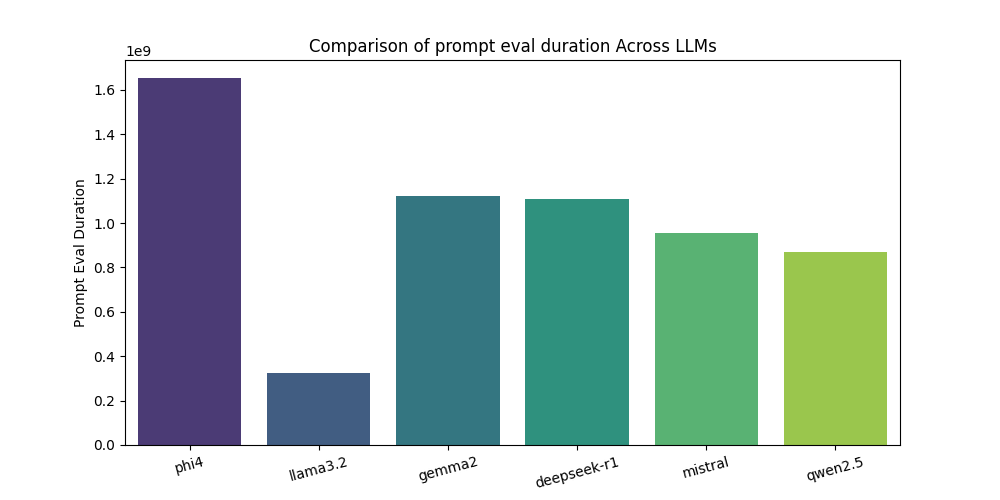 Comparison of prompt eval duration Across LLMs
1e9
Prompt Eval Duration
1.6
1.4
1.2
1.0
0.8
0.6
0.4
0.2
0.0
phi4
llama3.2
gemma2
deepseek-r1
mistral
qwen2.5